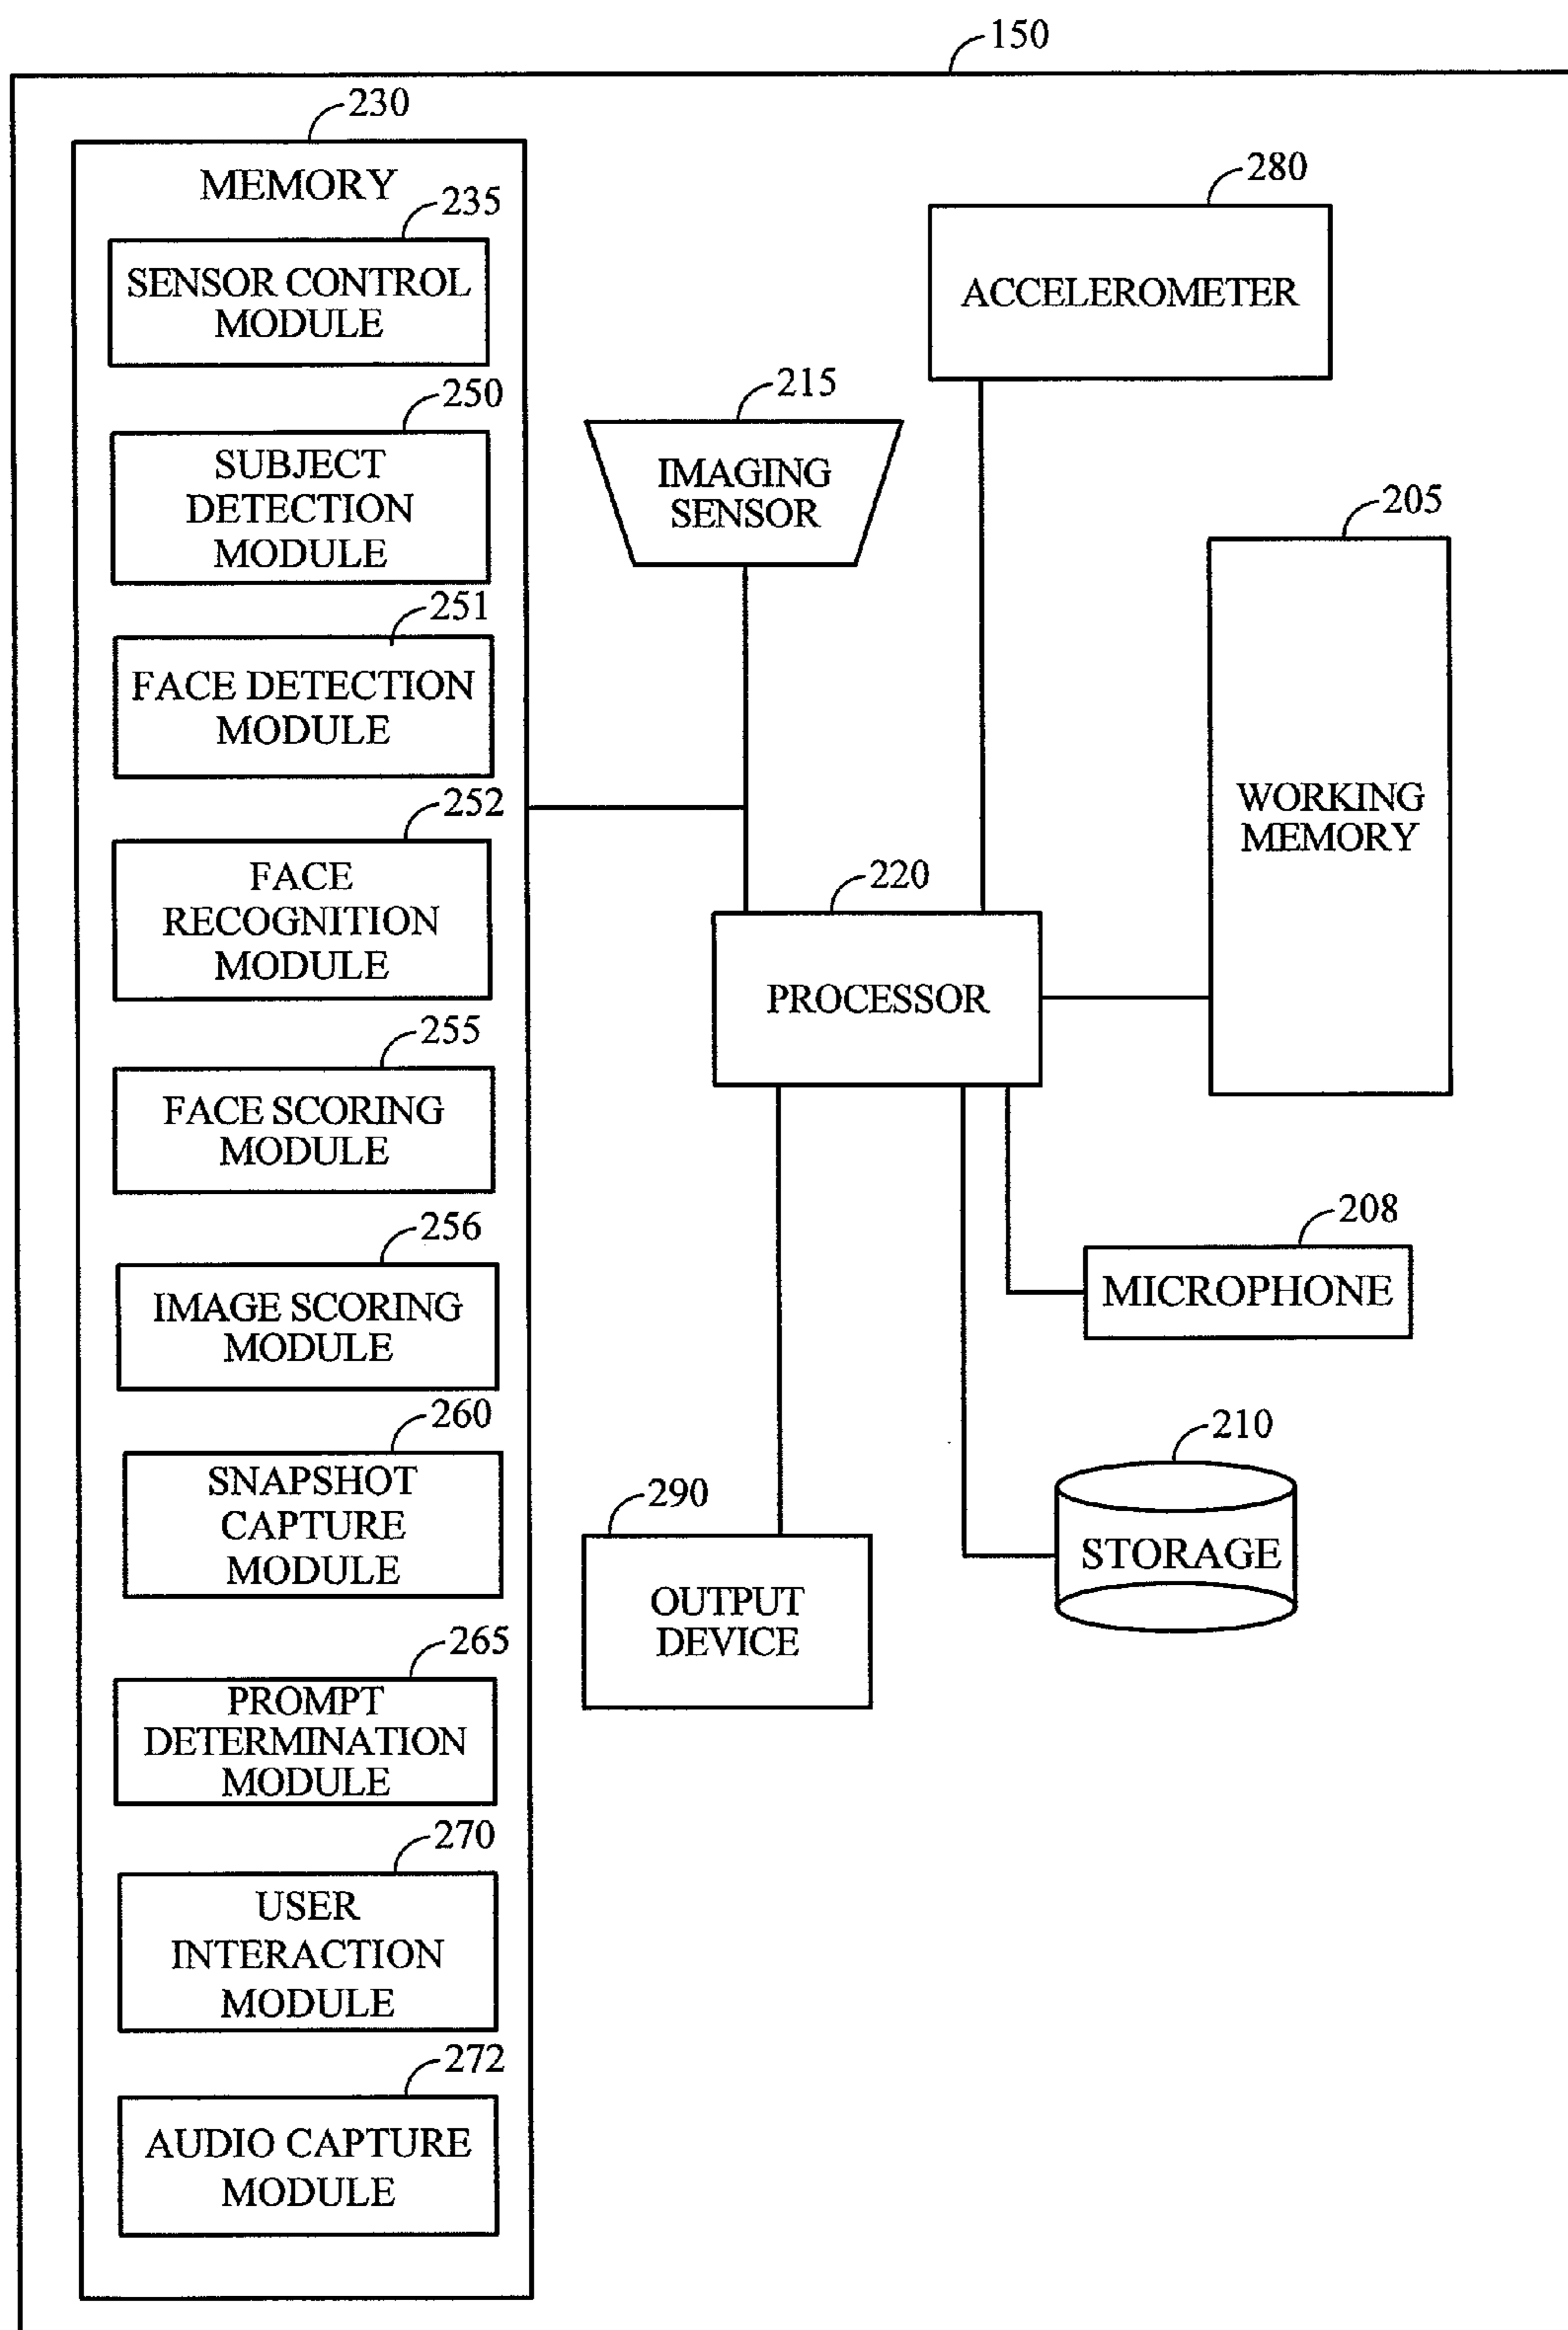 150
230
MEMORY
235
SENSOR CONTROL
MODULE
250
SUBJECT
DETECTION
MODULE
251
FACE DETECTION
MODULE
252
FACE
RECOGNITION
MODULE
255
FACE SCORING
MODULE
256
IMAGE SCORING
MODULE
260
SNAPSHOT
CAPTURE
MODULE
265
PROMPT
DETERMINATION
MODULE
270
USER
INTERACTION
MODULE
272
AUDIO CAPTURE
MODULE
215
IMAGING
SENSOR
280
ACCELEROMETER
205
WORKING
MEMORY
220
PROCESSOR
208
MICROPHONE
210
STORAGE
290
OUTPUT
DEVICE